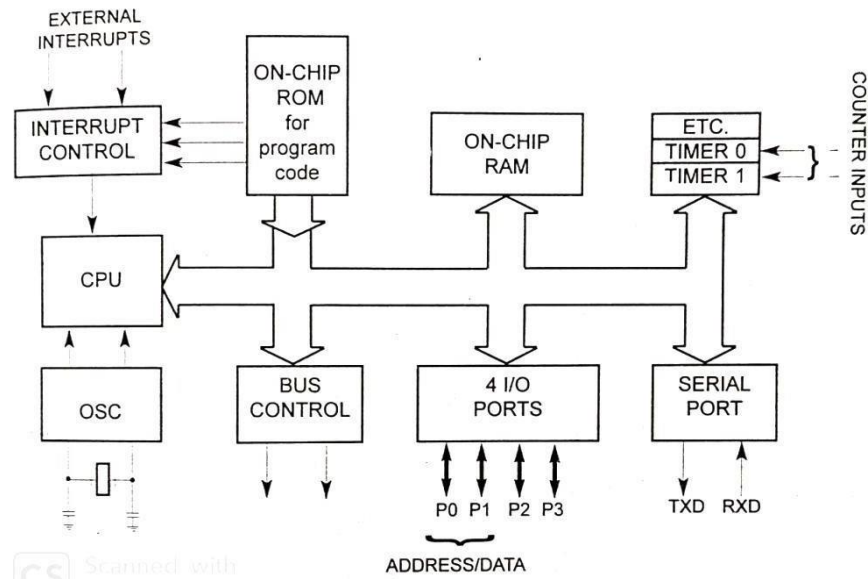 EXTERNAL
INTERRUPTS
INTERRUPT
CONTROL
ON-CHIP
ROM
for
program
code
ON-CHIP
RAM
ETC.
TIMER 0
TIMER 1
COUNTER INPUTS
CPU
OSC
BUS
CONTROL
4 I/O
PORTS
SERIAL
PORT
P0 P1 P2 P3
TXD RXD
ADDRESS/DATA
CS Scanned with